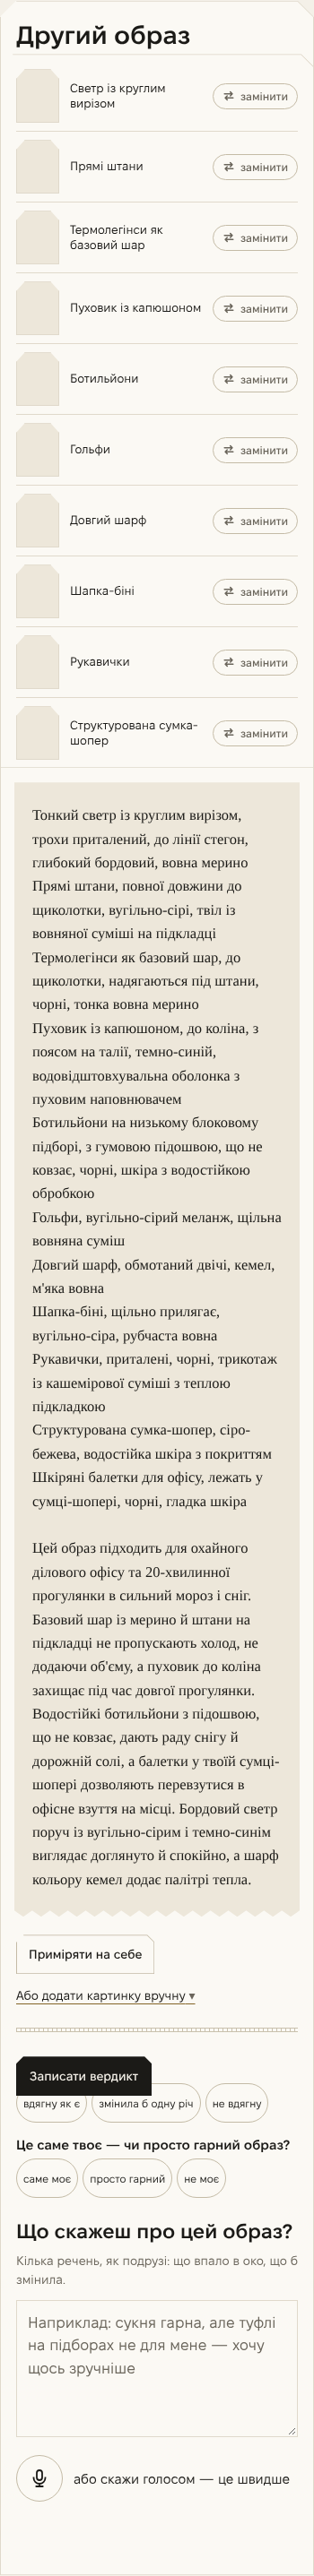 Другий образ
Светр із круглим
вирізом
⇄ замінити
Прямі штани
⇄ замінити
Термолегінси як
базовий шар
⇄ замінити
Пуховик із капюшоном
⇄ замінити
Ботильйони
⇄ замінити
Гольфи
⇄ замінити
Довгий шарф
⇄ замінити
Шапка-біні
⇄ замінити
Рукавички
⇄ замінити
Структурована сумка-
шопер
⇄ замінити
Тонкий светр із круглим вирізом,
трохи приталений, до лінії стегон,
глибокий бордовий, вовна мерино
Прямі штани, повної довжини до
щиколотки, вугільно-сірі, твіл із
вовняної суміші на підкладці
Термолегінси як базовий шар, до
щиколотки, надягаються під штани,
чорні, тонка вовна мерино
Пуховик із капюшоном, до коліна, з
поясом на талії, темно-синій,
водовідштовхувальна оболонка з
пуховим наповнювачем
Ботильйони на низькому блоковому
підборі, з гумовою підошвою, що не
ковзає, чорні, шкіра з водостійкою
обробкою
Гольфи, вугільно-сірий меланж, щільна
вовняна суміш
Довгий шарф, обмотаний двічі, кемел,
м'яка вовна
Шапка-біні, щільно прилягає,
вугільно-сіра, рубчаста вовна
Рукавички, приталені, чорні, трикотаж
із кашемірової суміші з теплою
підкладкою
Структурована сумка-шопер, сіро-
бежева, водостійка шкіра з покриттям
Шкіряні балетки для офісу, лежать у
сумці-шопері, чорні, гладка шкіра
Цей образ підходить для охайного
ділового офісу та 20-хвилинної
прогулянки в сильний мороз і сніг.
Базовий шар із мерино й штани на
підкладці не пропускають холод, не
додаючи об'єму, а пуховик до коліна
захищає під час довгої прогулянки.
Водостійкі ботильйони з підошвою,
що не ковзає, дають раду снігу й
дорожній солі, а балетки у твоїй сумці-
шопері дозволяють перевзутися в
офісне взуття на місці. Бордовий светр
поруч із вугільно-сірим і темно-синім
виглядає доглянуто й спокійно, а шарф
кольору кемел додає палітрі тепла.
Приміряти на себе
Або додати картинку вручну ▾
Записати вердикт
вдягну як є
змінила б одну річ
не вдягну
Це саме твоє — чи просто гарний образ?
саме моє
просто гарний
не моє
Що скажеш про цей образ?
Кілька речень, як подрузі: що впало в око, що б
змінила.
Наприклад: сукня гарна, але туфлі
на підборах не для мене — хочу
щось зручніше
або скажи голосом — це швидше